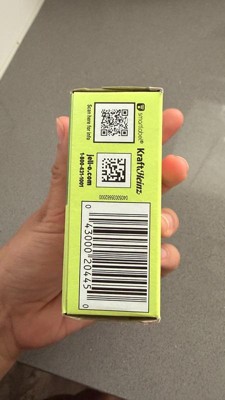 smartlabel®
Scan here for info
KraftHeinz
jell-o.com
1-800-431-1001
0 43000 20445 0